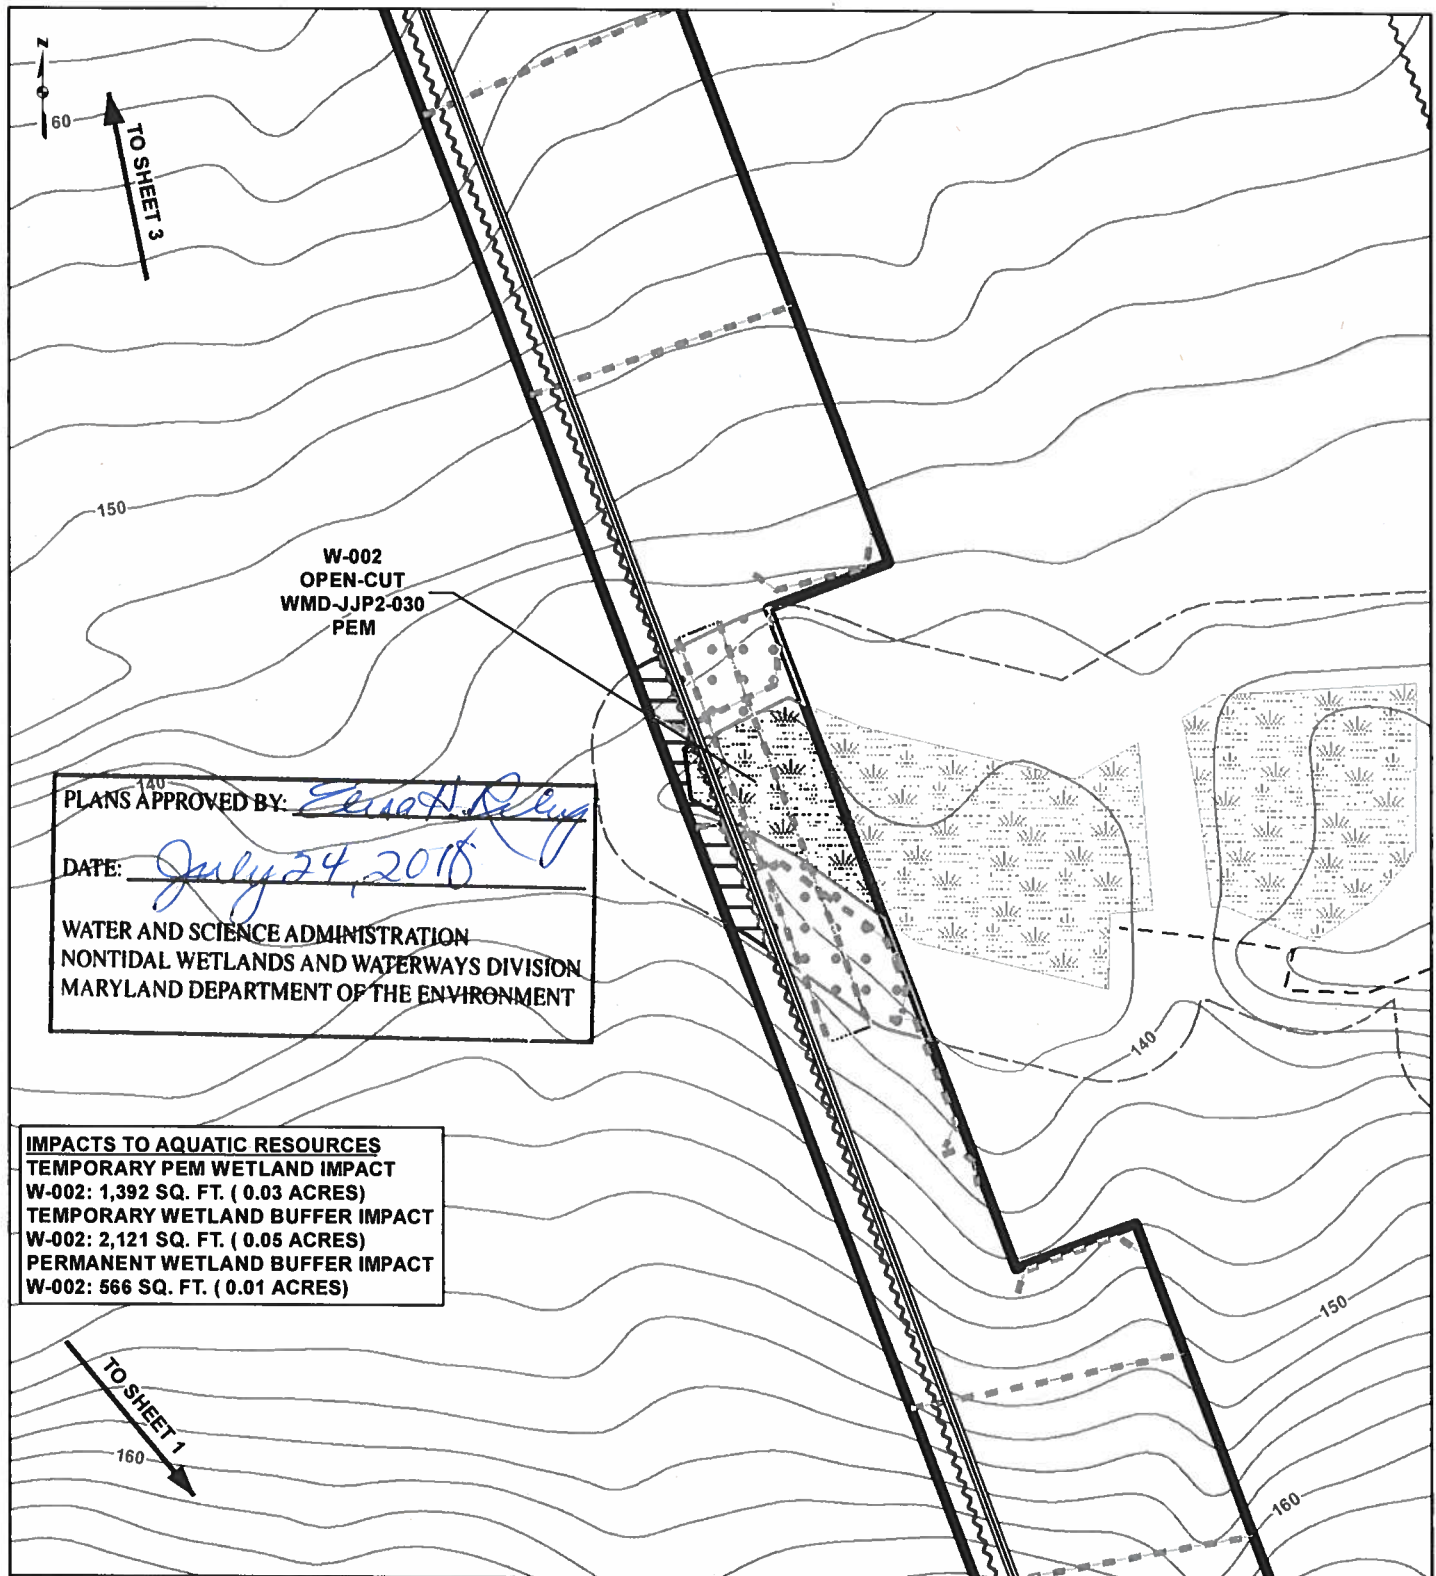 N
60
TO SHEET 3
150
W-002
OPEN-CUT
WMD-JJP2-030
PEM
140
PLANS APPROVED BY:
DATE: July 24, 2018
WATER AND SCIENCE ADMINISTRATION
NONTIDAL WETLANDS AND WATERWAYS DIVISION
MARYLAND DEPARTMENT OF THE ENVIRONMENT
140
IMPACTS TO AQUATIC RESOURCES
TEMPORARY PEM WETLAND IMPACT
W-002: 1,392 SQ. FT. ( 0.03 ACRES)
TEMPORARY WETLAND BUFFER IMPACT
W-002: 2,121 SQ. FT. ( 0.05 ACRES)
PERMANENT WETLAND BUFFER IMPACT
W-002: 566 SQ. FT. ( 0.01 ACRES)
150
TO SHEET 1
160
160